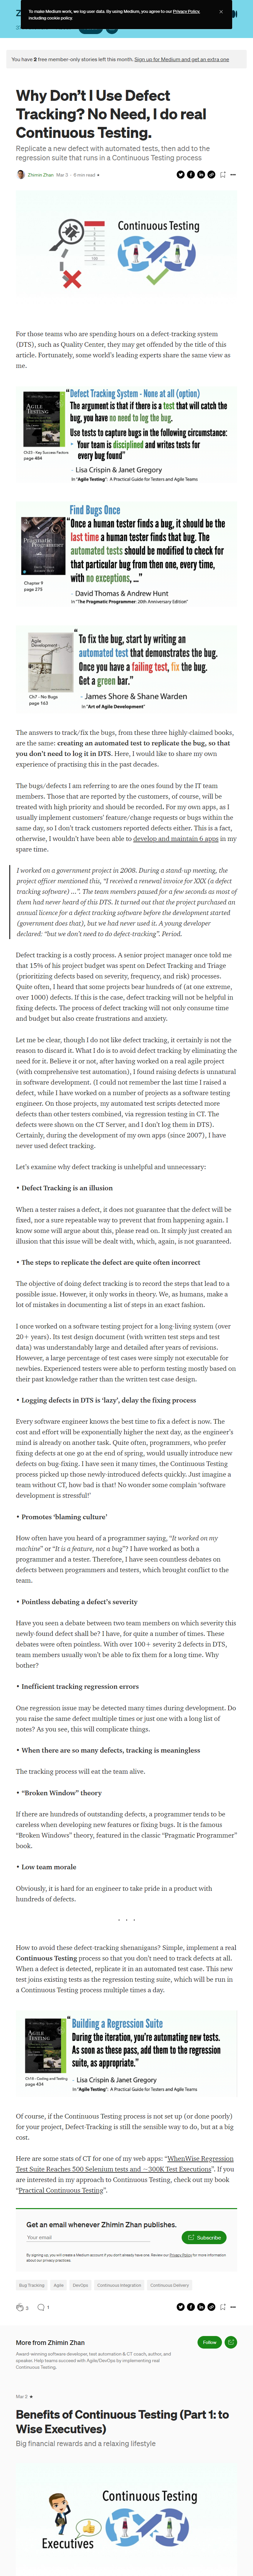 To make Medium work, we log user data. By using Medium, you agree to our Privacy Policy, including cookie policy.
You have 2 free member-only stories left this month. Sign up for Medium and get an extra one
Why Don’t I Use Defect
Tracking? No Need, I do real
Continuous Testing.
Replicate a new defect with automated tests, then add to the
regression suite that runs in a Continuous Testing process
Zhimin Zhan Mar 3 · 6 min read
Continuous Testing
For those teams who are spending hours on a defect-tracking system
(DTS), such as Quality Center, they may get offended by the title of this
article. Fortunately, some world’s leading experts share the same view as
me.
AGILE TESTING
Ch13 - Key Success Factors
page 484
“Defect Tracking System - None at all (option)
The argument that is if there is a test that will catch the
bug, you have no need to log the bug.
Use tests to capture bugs in the following circumstance:
• Your team is disciplined and writes tests for
every bug found”
- Lisa Crispin & Janet Gregory
In “Agile Testing”: A Practical Guide for Testers and Agile Teams
The Pragmatic Programmer
Chapter 9
page 275
Find Bugs Once
“Once a human tester finds a bug, it should be the
last time a human tester finds that bug. The
automated tests should be modified to check for
that particular bug from then one, every time,
with no exceptions, ...”
- David Thomas & Andrew Hunt
In “The Pragmatic Programmer: 20th Anniversary Edition”
Agile Development
Ch7 - No Bugs
page 163
“To fix the bug, start by writing an
automated test that demonstrates the bug.
Once you have a failing test, fix the bug.
Get a green bar.”
- James Shore & Shane Warden
In “Art of Agile Development”
The answers to track/fix the bugs, from these three highly-claimed books,
are the same: creating an automated test to replicate the bug, so that
you don’t need to log it in DTS. Here, I would like to share my own
experience of practising this in the past decades.
The bugs/defects I am referring to are the ones found by the IT team
members. Those that are reported by the customers, of course, will be
treated with high priority and should be recorded. For my own apps, as I
usually implement customers’ feature/change requests or bugs within the
same day, so I don’t track customers reported defects either. This is a fact,
otherwise, I wouldn’t have been able to develop and maintain 6 apps in my
spare time.
I worked on a government project in 2008. During a stand-up meeting, the
project officer mentioned this, “I received a renewal invoice for XXX (a defect
tracking software) …”. The team members paused for a few seconds as most of
them had never heard of this DTS. It turned out that the project purchased an
annual licence for a defect tracking software before the development started
(government does that), but we had never used it. A young developer
declared: “but we don’t need to do defect-tracking”. Period.
Defect tracking is a costly process. A senior project manager once told me
that 15% of his project budget was spent on Defect Tracking and Triage
(prioritizing defects based on severity, frequency, and risk) processes.
Quite often, I heard that some projects bear hundreds of (at one extreme,
over 1000) defects. If this is the case, defect tracking will not be helpful in
fixing defects. The process of defect tracking will not only consume time
and budget but also create frustrations and anxiety.
Let me be clear, though I do not like defect tracking, it certainly is not the
reason to discard it. What I do is to avoid defect tracking by eliminating the
need for it. Believe it or not, after having worked on a real agile project
(with comprehensive test automation), I found raising defects is unnatural
in software development. (I could not remember the last time I raised a
defect, while I have worked on a number of projects as a software testing
engineer. On those projects, my automated test scripts detected more
defects than other testers combined, via regression testing in CT. The
defects were shown on the CT Server, and I don’t log them in DTS).
Certainly, during the development of my own apps (since 2007), I have
never used defect tracking.
Let’s examine why defect tracking is unhelpful and unnecessary:
• Defect Tracking is an illusion
When a tester raises a defect, it does not guarantee that the defect will be
fixed, nor a sure repeatable way to prevent that from happening again. I
know some will argue about this, please read on. It simply just created an
illusion that this issue will be dealt with, which, again, is not guaranteed.
• The steps to replicate the defect are quite often incorrect
The objective of doing defect tracking is to record the steps that lead to a
possible issue. However, it only works in theory. We, as humans, make a
lot of mistakes in documenting a list of steps in an exact fashion.
I once worked on a software testing project for a long-living system (over
20+ years). Its test design document (with written test steps and test
data) was understandably large and detailed after years of revisions.
However, a large percentage of test cases were simply not executable for
newbies. Experienced manual testers tend to perform testing mostly based on
their past knowledge rather than the written test case design.
• Logging defects in DTS is ‘lazy’, delay the fixing process
Every software engineer knows the best time to fix a defect is now. The
cost and effort will be exponentially higher the next day, as the engineer’s
mind is already on another task. Quite often, programmers, who prefer
fixing defects in one go at the end of spring, would usually introduce new
defects on bug-fixing. I have seen it many times, the Continuous Testing
process picked up those newly-introduced defects quickly. Just imagine a
team without CT, how bad is that! No wonder some complain ‘software
development is stressful!’
• Promotes ‘blaming culture’
How often have you heard of a programmer saying, “It worked on my
machine” or “It is a feature, not a bug”? I have worked as both a
programmer and a tester. Therefore, I have seen countless debates on
defects between programmers and testers, which brought conflict to the
team.
• Pointless debating a defect’s severity
Have you seen a debate between two team members on which severity this
newly-found defect shall be? I have, for quite a number of times. These
debates were often pointless. With over 100+ severity 2 defects in DTS,
team members usually won’t be able to fix them for a long time. Why
bother?
• Inefficient tracking regression errors
One regression issue may be detected many times during development. Do
you raise the same defect multiple times or just one with a long list of
notes? As you see, this will complicate things.
• When there are so many defects, tracking is meaningless
The tracking process will eat the team alive.
• “Broken Window” theory
If there are hundreds of outstanding defects, a programmer tends to be
careless when developing new features or fixing bugs. It is the famous
“Broken Windows” theory, featured in the classic “Pragmatic Programmer”
book.
• Low team morale
Obviously, it is hard for an engineer to take pride in a product with
hundreds of defects.
· · ·
How to avoid these defect-tracking shenanigans? Simple, implement a real
Continuous Testing process so that you don’t need to track defects at all.
When a defect is detected, replicate it in an automated test case. This new
test joins existing tests as the regression testing suite, which will be run in
a Continuous Testing process multiple times a day.
AGILE TESTING
Ch14 - Coding and Testing
page 434
“Building a Regression Suite
During the iteration, you’re automating new tests.
As soon as these pass, add them to the regression
suite, as appropriate.”
- Lisa Crispin & Janet Gregory
In “Agile Testing”: A Practical Guide for Testers and Agile Teams
Of course, if the Continuous Testing process is not set up (or done poorly)
for your project, Defect-Tracking is still the sensible way to do, but at a big
cost.
Here are some stats of CT for one of my web apps: “WhenWise Regression
Test Suite Reaches 500 Selenium tests and ~300K Test Executions”. If you
are interested in my approach to Continuous Testing, check out my book
“Practical Continuous Testing”.
Get an email whenever Zhimin Zhan publishes.
Your email
Subscribe
By signing up, you will create a Medium account if you don’t already have one. Review our Privacy Policy for more information
about our privacy practices.
Bug Tracking Agile DevOps Continuous Integration Continuous Delivery
2 1
More from Zhimin Zhan
Follow
Award-winning software developer, test automation & CT coach, author, and
speaker. Help teams succeed with Agile/DevOps by implementing real
Continuous Testing.
Mar 2
Benefits of Continuous Testing (Part 1: to
Wise Executives)
Big financial rewards and a relaxing lifestyle
Continuous Testing
Executives